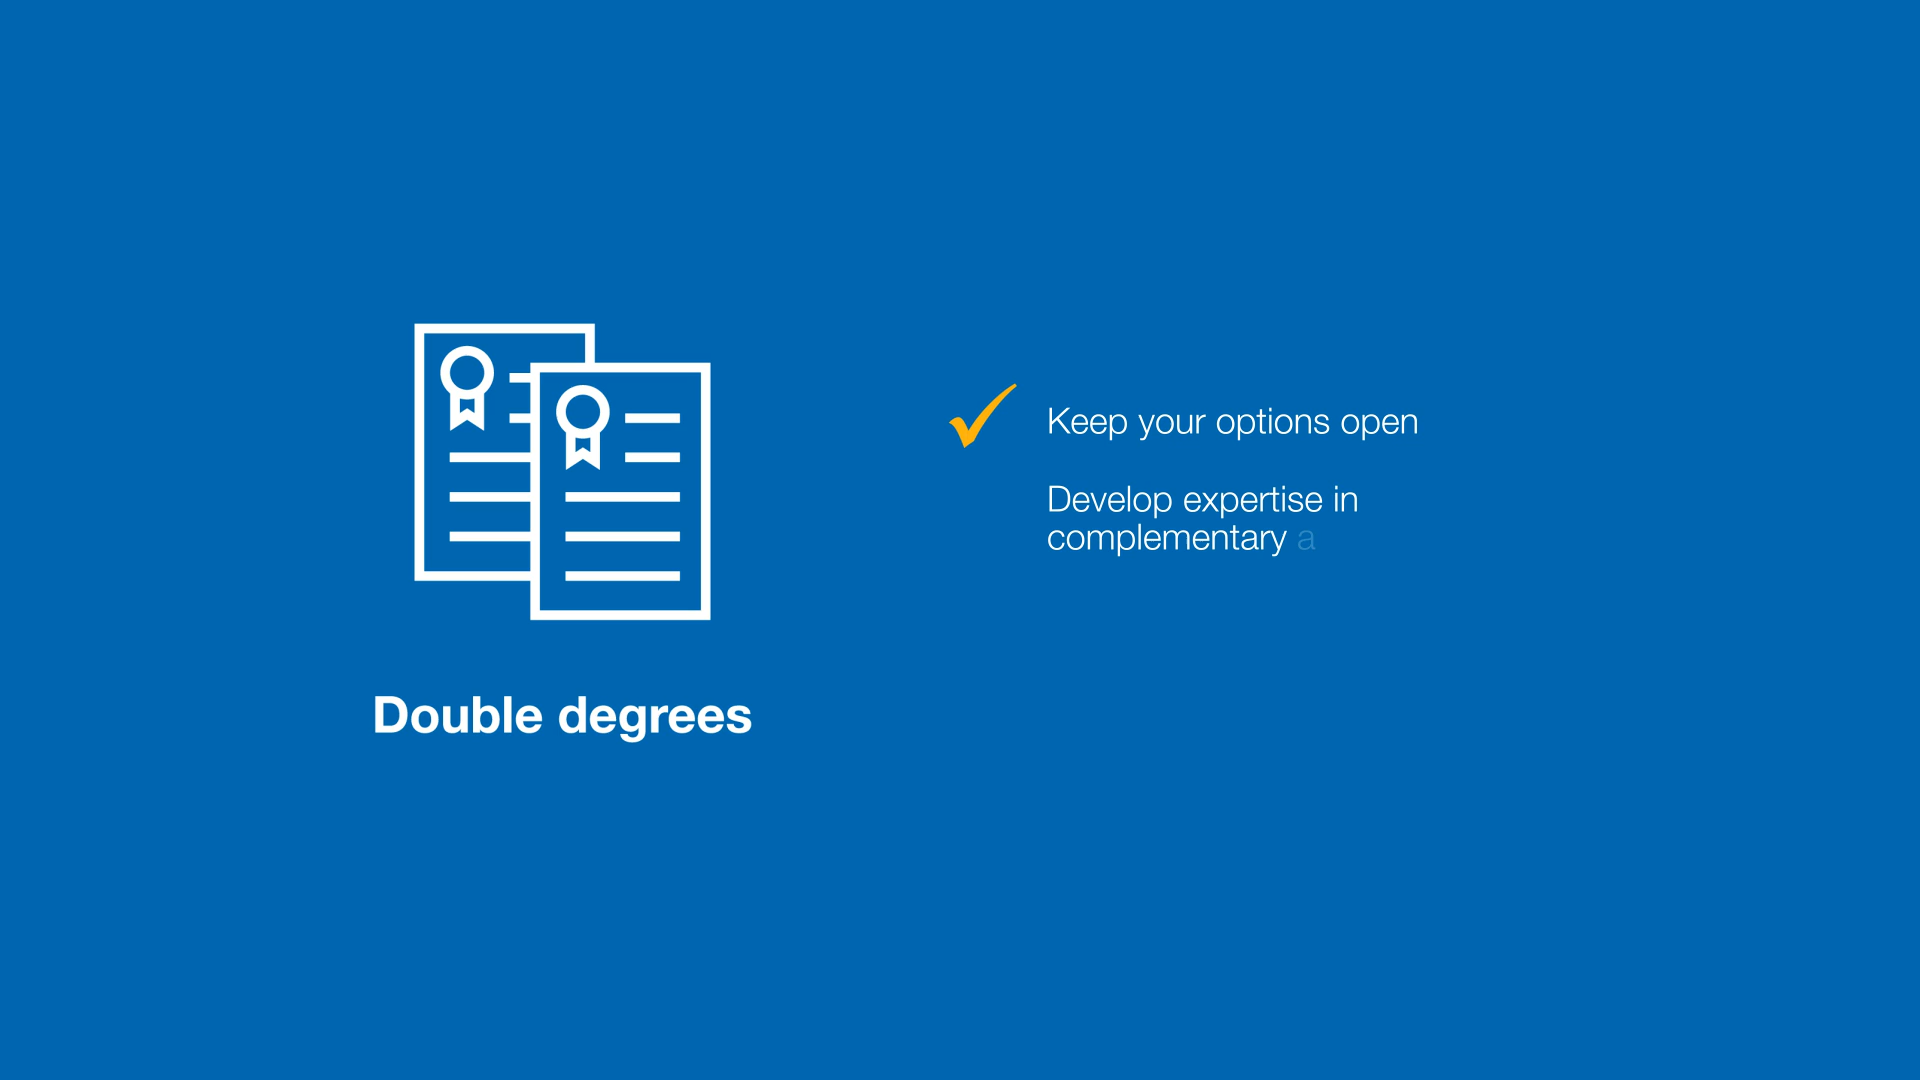 Keep your options open
Develop expertise in
complementary a
Double degrees